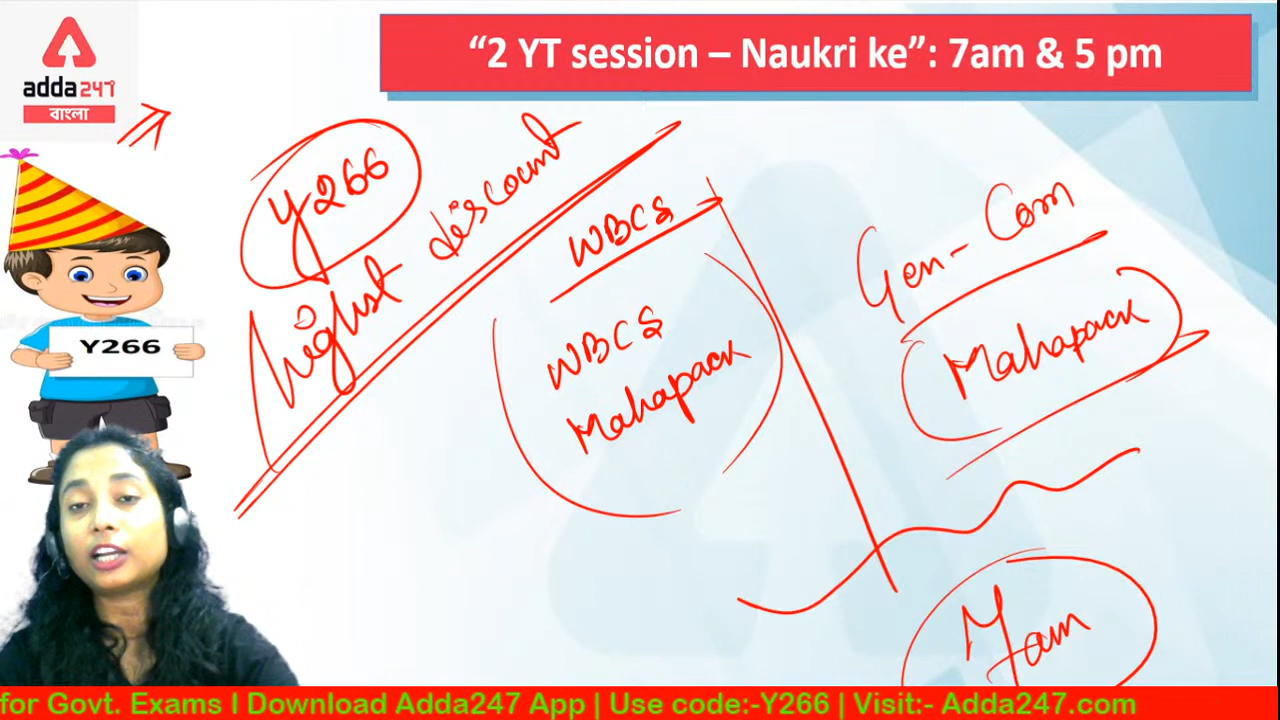 “2 YT session – Naukri ke”: 7am & 5 pm
adda247
বাংলা
Y266
highst discount
WBCS
WBCS
Mahapack
Gen-Com
Mahapack
7am
Y266
for Govt. Exams I Download Adda247 App | Use code:-Y266 | Visit:- Adda247.com